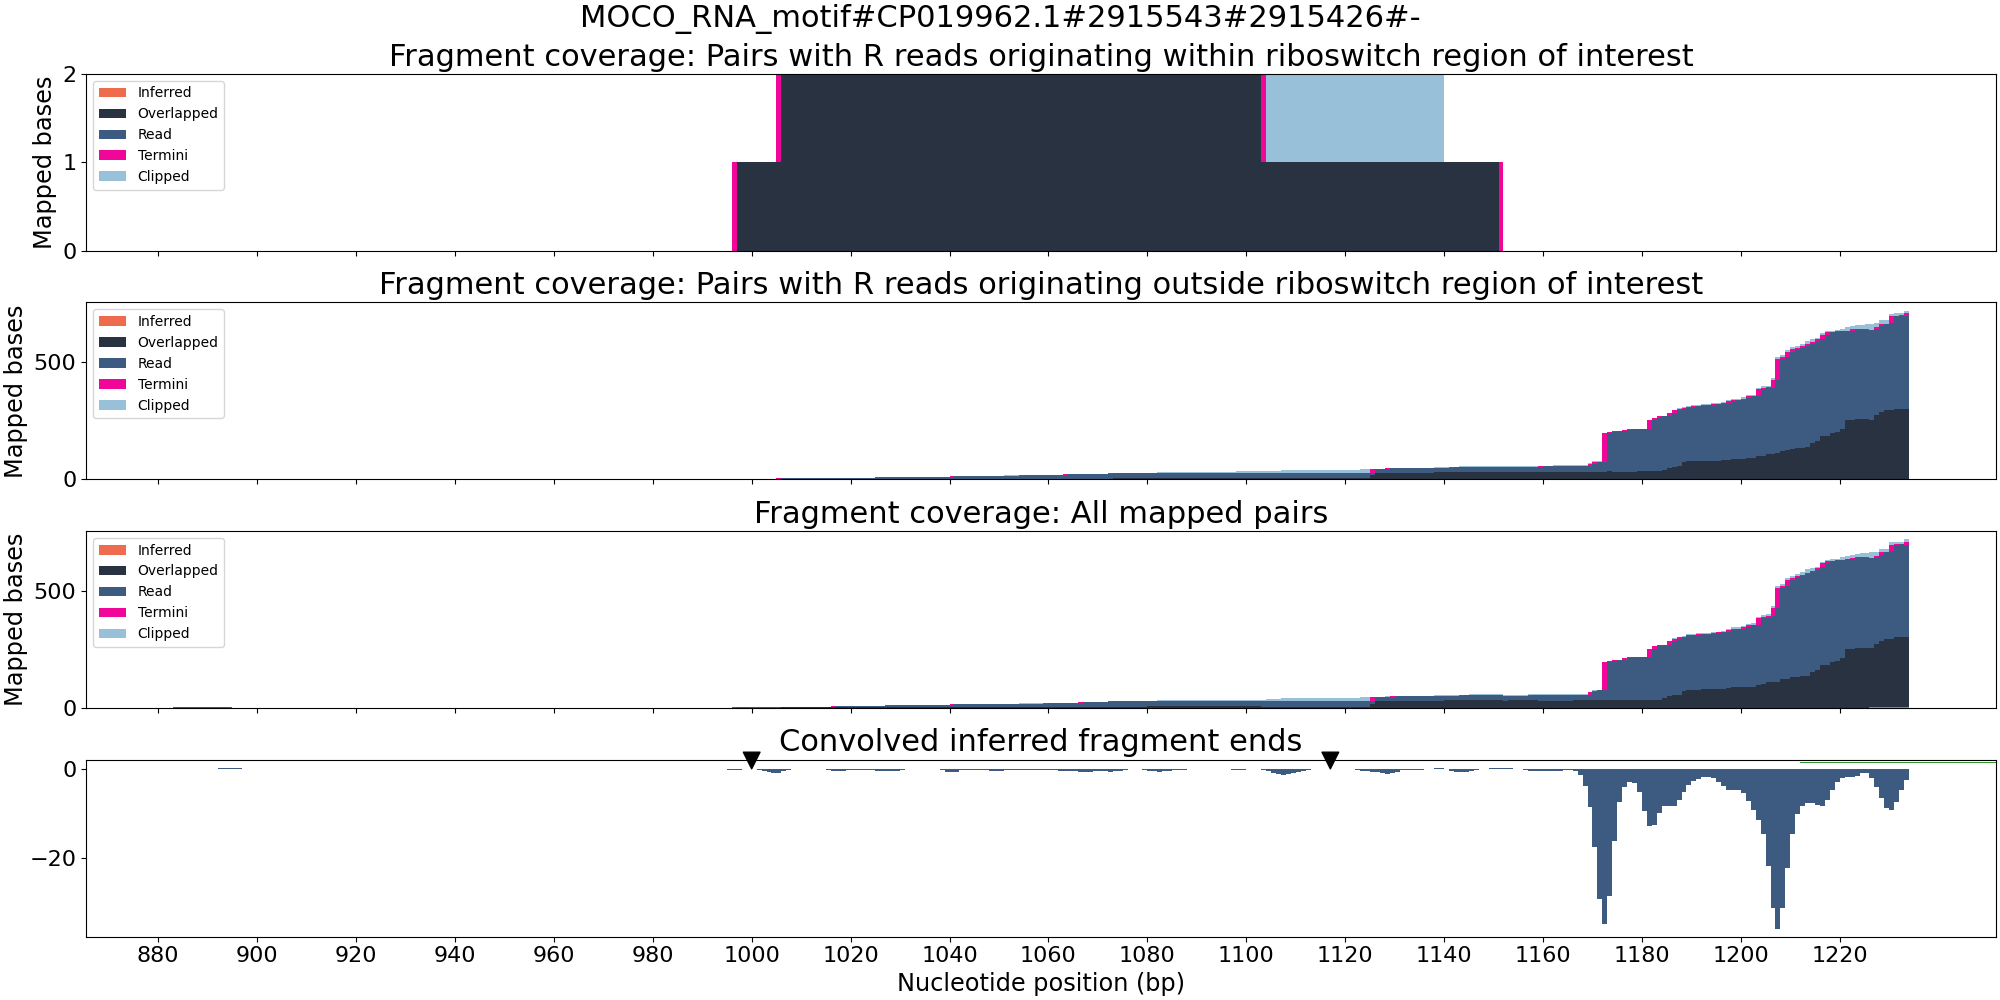 MOCO_RNA_motif#CP019962.1#2915543#2915426#-
Fragment coverage: Pairs with R reads originating within riboswitch region of interest
Mapped bases
2
1
0
Inferred
Overlapped
Read
Termini
Clipped
Fragment coverage: Pairs with R reads originating outside riboswitch region of interest
Mapped bases
500
0
Inferred
Overlapped
Read
Termini
Clipped
Fragment coverage: All mapped pairs
Mapped bases
500
0
Inferred
Overlapped
Read
Termini
Clipped
Convolved inferred fragment ends
0
−20
880 900 920 940 960 980 1000 1020 1040 1060 1080 1100 1120 1140 1160 1180 1200 1220
Nucleotide position (bp)